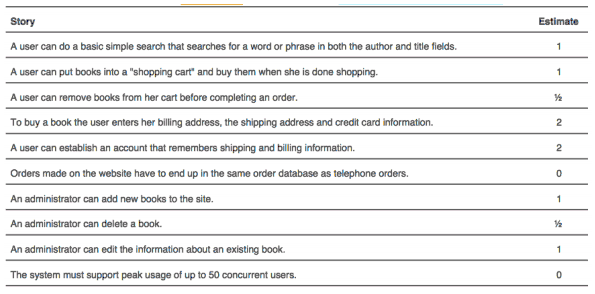 Story Estimate
A user can do a basic simple search that searches for a word or phrase in both the author and title fields. 1
A user can put books into a "shopping cart" and buy them when she is done shopping. 1
A user can remove books from her cart before completing an order. ½
To buy a book the user enters her billing address, the shipping address and credit card information. 2
A user can establish an account that remembers shipping and billing information. 2
Orders made on the website have to end up in the same order database as telephone orders. 0
An administrator can add new books to the site. 1
An administrator can delete a book. ½
An administrator can edit the information about an existing book. 1
The system must support peak usage of up to 50 concurrent users. 0